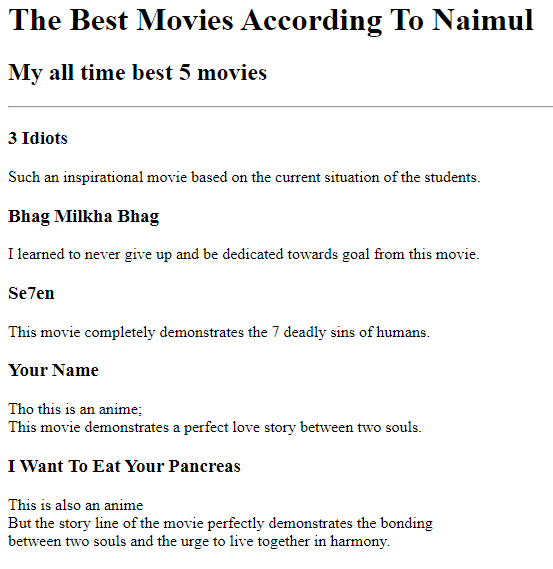 The Best Movies According To Naimul
My all time best 5 movies
3 Idiots
Such an inspirational movie based on the current situation of the students.
Bhag Milkha Bhag
I learned to never give up and be dedicated towards goal from this movie.
Se7en
This movie completely demonstrates the 7 deadly sins of humans.
Your Name
Tho this is an anime;
This movie demonstrates a perfect love story between two souls.
I Want To Eat Your Pancreas
This is also an anime
But the story line of the movie perfectly demonstrates the bonding
between two souls and the urge to live together in harmony.